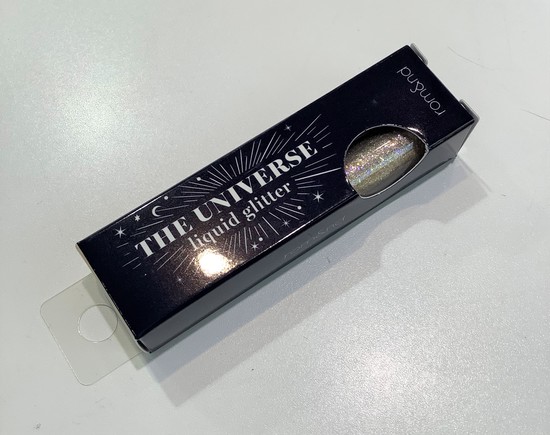 THE UNIVERSE
liquid glitter
rom&nd